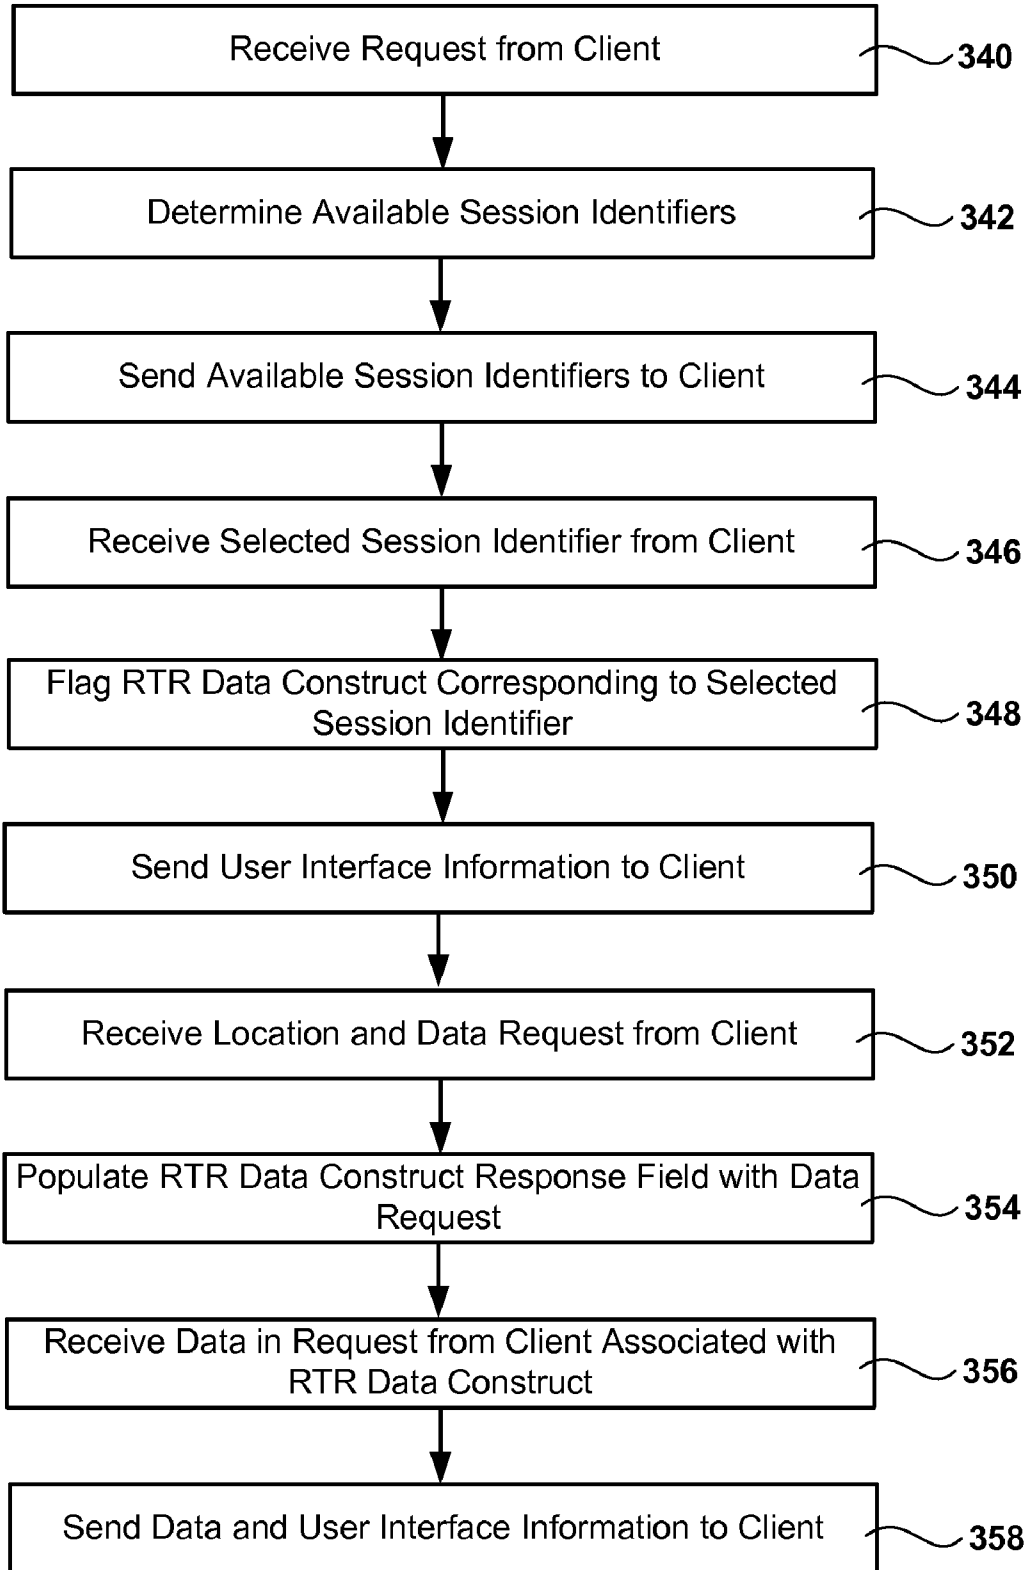 Receive Request from Client
340
Determine Available Session Identifiers
342
Send Available Session Identifiers to Client
344
Receive Selected Session Identifier from Client
346
Flag RTR Data Construct Corresponding to Selected
Session Identifier
348
Send User Interface Information to Client
350
Receive Location and Data Request from Client
352
Populate RTR Data Construct Response Field with Data
Request
354
Receive Data in Request from Client Associated with
RTR Data Construct
356
Send Data and User Interface Information to Client
358